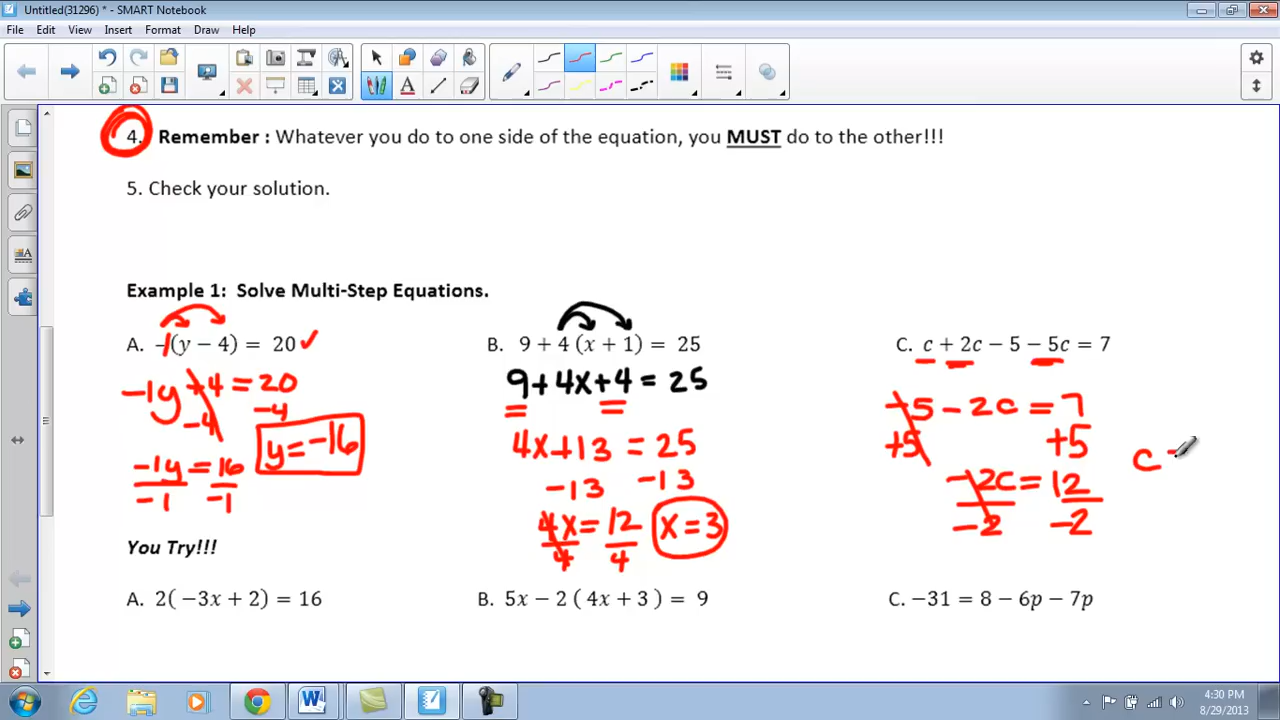 Untitled(31296) * - SMART Notebook
File Edit View Insert Format Draw Help
4. Remember : Whatever you do to one side of the equation, you MUST do to the other!!!
5. Check your solution.
Example 1: Solve Multi-Step Equations.
A. -1(y − 4) = 20 ✓
-1y +4 = 20
-4 -4
-1y = 16
-1 -1
y = -16
B. 9 + 4 (x + 1) = 25
9+4x+4 = 25
4x+13 = 25
-13 -13
4x = 12
4 4
x = 3
C. c + 2c − 5 − 5c = 7
-5 - 2c = 7
+5 +5
-2c = 12
-2 -2
c
You Try!!!
A. 2( −3x + 2) = 16
B. 5x − 2 ( 4x + 3 ) = 9
C. −31 = 8 − 6p − 7p
4:30 PM
8/29/2013